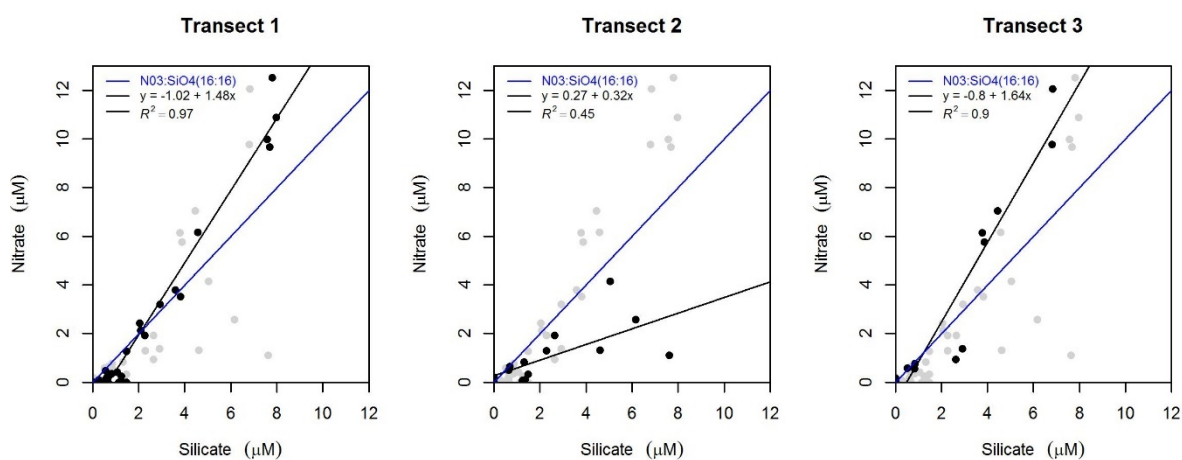 Transect 1
Transect 2
Transect 3
N03:SiO4(16:16)
y = -1.02 + 1.48x
R² = 0.97
N03:SiO4(16:16)
y = 0.27 + 0.32x
R² = 0.45
N03:SiO4(16:16)
y = -0.8 + 1.64x
R² = 0.9
Nitrate (μM)
12
10
8
6
4
2
0
Nitrate (μM)
12
10
8
6
4
2
0
Nitrate (μM)
12
10
8
6
4
2
0
0 2 4 6 8 10 12
0 2 4 6 8 10 12
0 2 4 6 8 10 12
Silicate (μM)
Silicate (μM)
Silicate (μM)